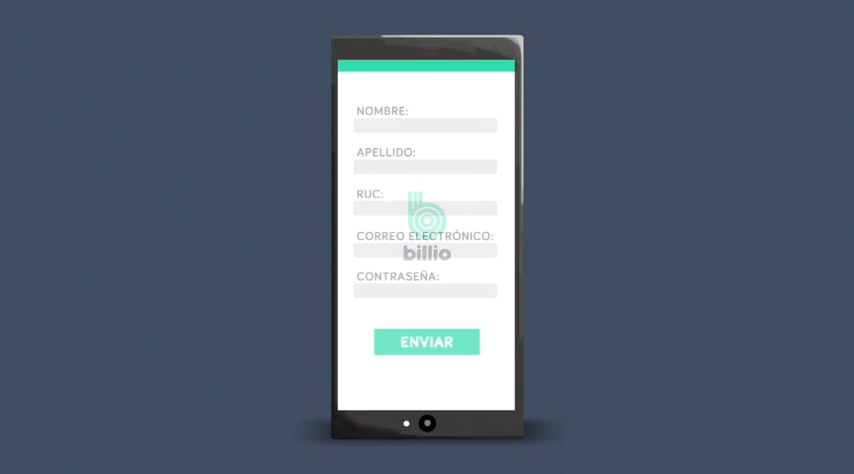 NOMBRE:
APELLIDO:
RUC:
CORREO ELECTRÓNICO:
billio
CONTRASEÑA:
ENVIAR